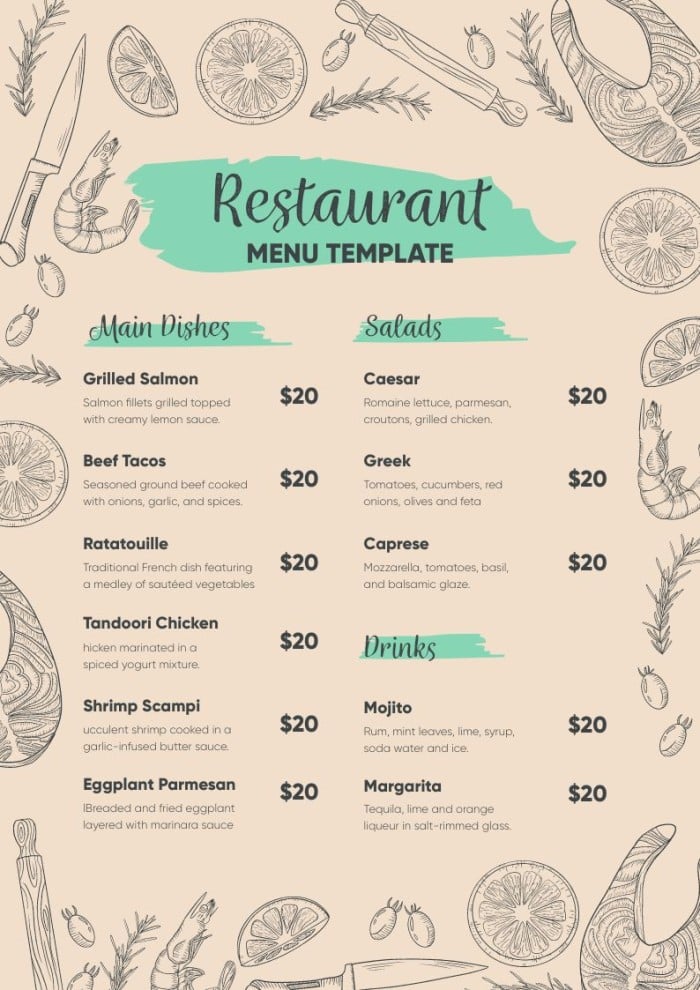 Restaurant
MENU TEMPLATE
Main Dishes
Grilled Salmon
Salmon fillets grilled topped
with creamy lemon sauce.
$20
Beef Tacos
Seasoned ground beef cooked
with onions, garlic, and spices.
$20
Ratatouille
Traditional French dish featuring
a medley of sautéed vegetables
$20
Tandoori Chicken
hicken marinated in a
spiced yogurt mixture.
$20
Shrimp Scampi
ucculent shrimp cooked in a
garlic-infused butter sauce.
$20
Eggplant Parmesan
lBreaded and fried eggplant
layered with marinara sauce
$20
Salads
Caesar
Romaine lettuce, parmesan,
croutons, grilled chicken.
$20
Greek
Tomatoes, cucumbers, red
onions, olives and feta
$20
Caprese
Mozzarella, tomatoes, basil,
and balsamic glaze.
$20
Drinks
Mojito
Rum, mint leaves, lime, syrup,
soda water and ice.
$20
Margarita
Tequila, lime and orange
liqueur in salt-rimmed glass.
$20